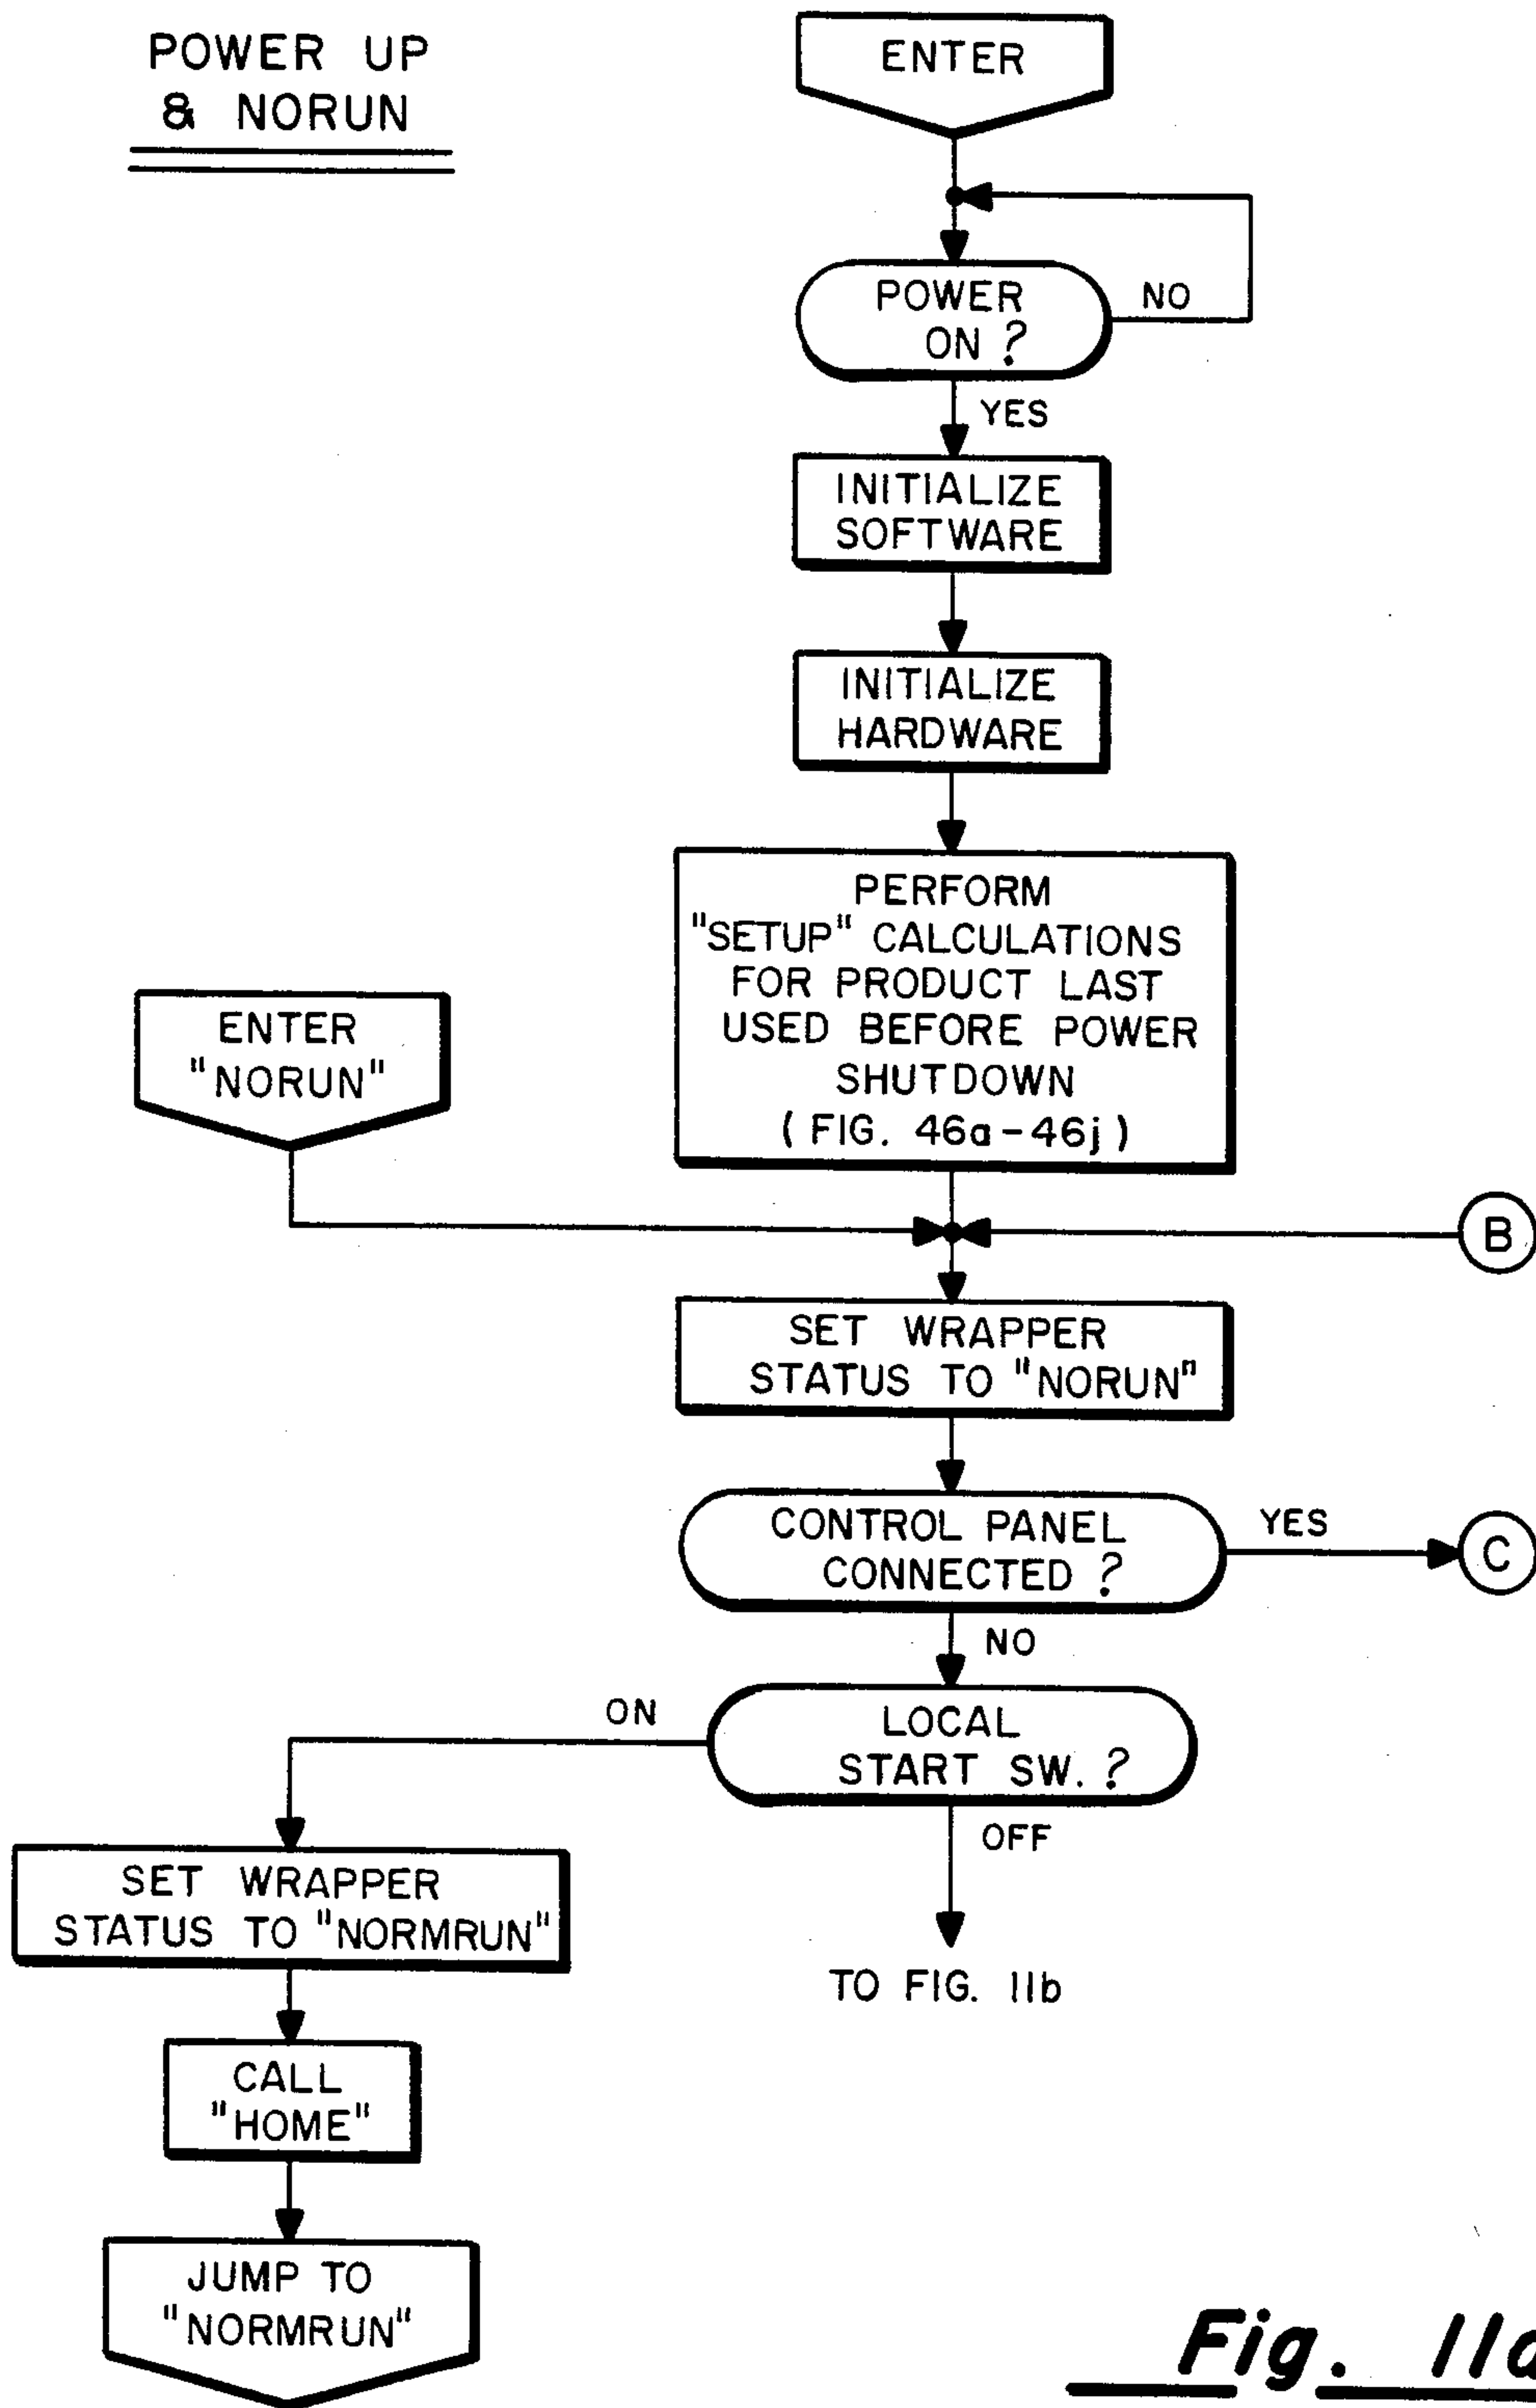 POWER UP
& NORUN
ENTER
POWER
ON ?
NO
YES
INITIALIZE
SOFTWARE
INITIALIZE
HARDWARE
PERFORM
"SETUP" CALCULATIONS
FOR PRODUCT LAST
USED BEFORE POWER
SHUTDOWN
( FIG. 46a-46j )
ENTER
"NORUN"
B
SET WRAPPER
STATUS TO "NORUN"
CONTROL PANEL
CONNECTED ?
YES
C
NO
LOCAL
START SW. ?
ON
OFF
SET WRAPPER
STATUS TO "NORMRUN"
TO FIG. 11b
CALL
"HOME"
JUMP TO
"NORMRUN"
Fig. 11a